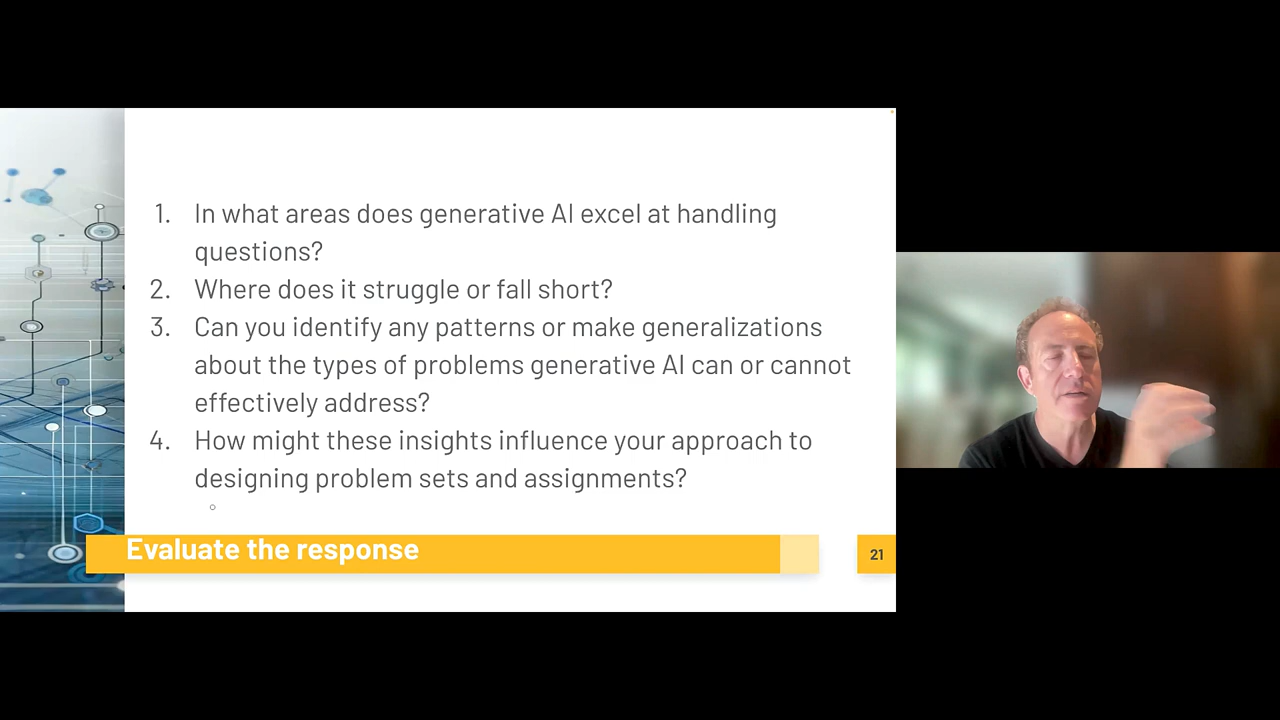 1. In what areas does generative AI excel at handling
questions?
2. Where does it struggle or fall short?
3. Can you identify any patterns or make generalizations
about the types of problems generative AI can or cannot
effectively address?
4. How might these insights influence your approach to
designing problem sets and assignments?
Evaluate the response
21